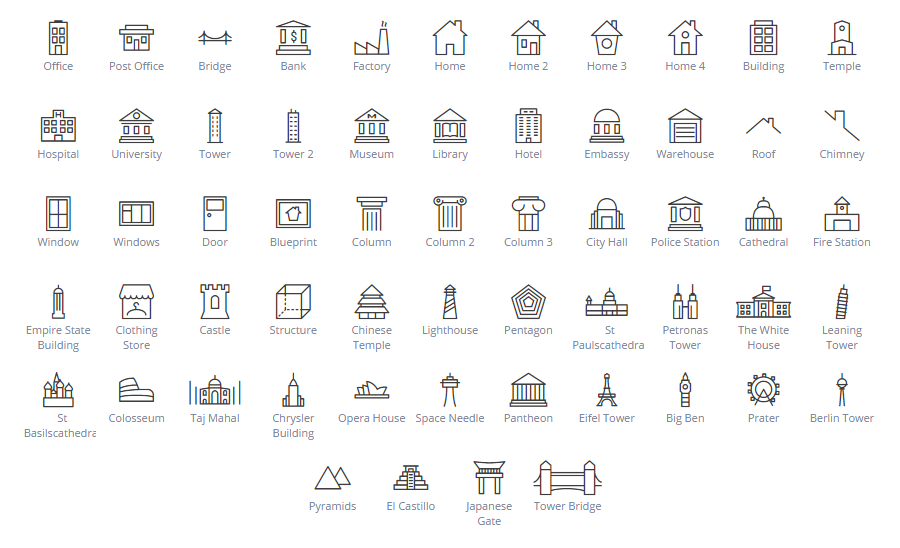 Office Post Office Bridge Bank Factory Home Home 2 Home 3 Home 4 Building Temple
Hospital University Tower Tower 2 Museum Library Hotel Embassy Warehouse Roof Chimney
Window Windows Door Blueprint Column Column 2 Column 3 City Hall Police Station Cathedral Fire Station
Empire State Building Clothing Store Castle Structure Chinese Temple Lighthouse Pentagon St Paulscathedra Petronas Tower The White House Leaning Tower
St Basilscathedra Colosseum Taj Mahal Chrysler Building Opera House Space Needle Pantheon Eifel Tower Big Ben Prater Berlin Tower
Pyramids El Castillo Japanese Gate Tower Bridge